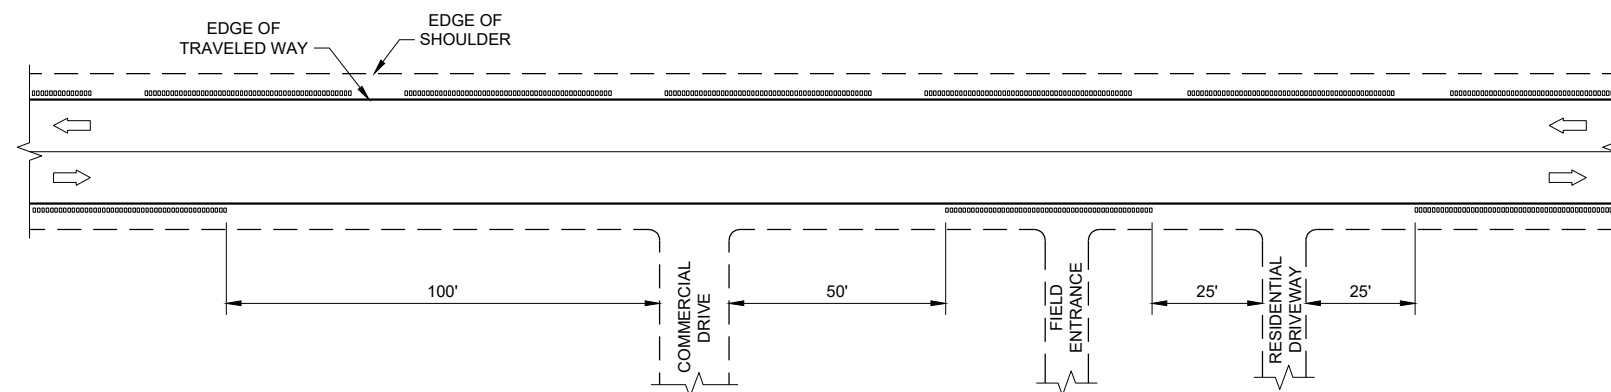 EDGE OF
TRAVELED WAY
EDGE OF
SHOULDER
100'
COMMERCIAL
DRIVE
50'
FIELD
ENTRANCE
25'
RESIDENTIAL
DRIVEWAY
25'